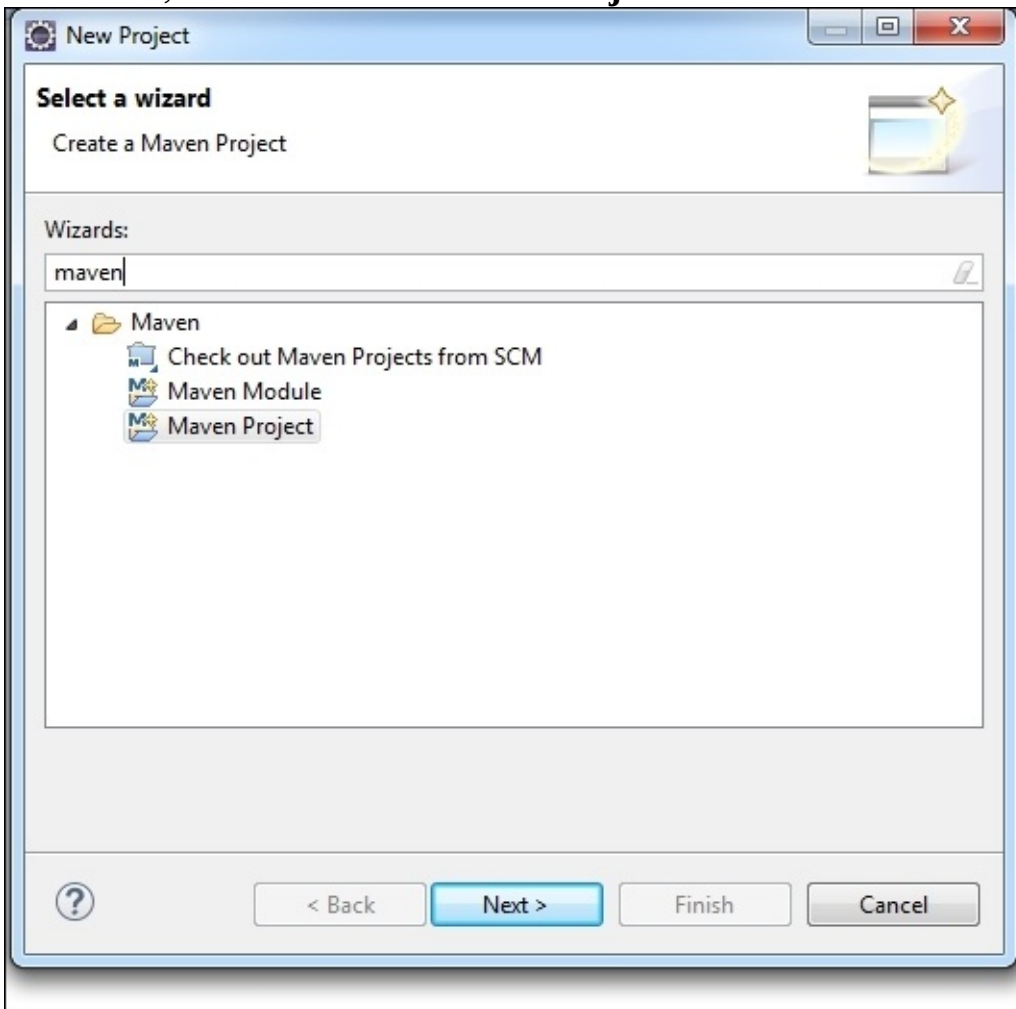 New Project
Select a wizard
Create a Maven Project
Wizards:
maven
Maven
Check out Maven Projects from SCM
Maven Module
Maven Project
< Back Next > Finish Cancel